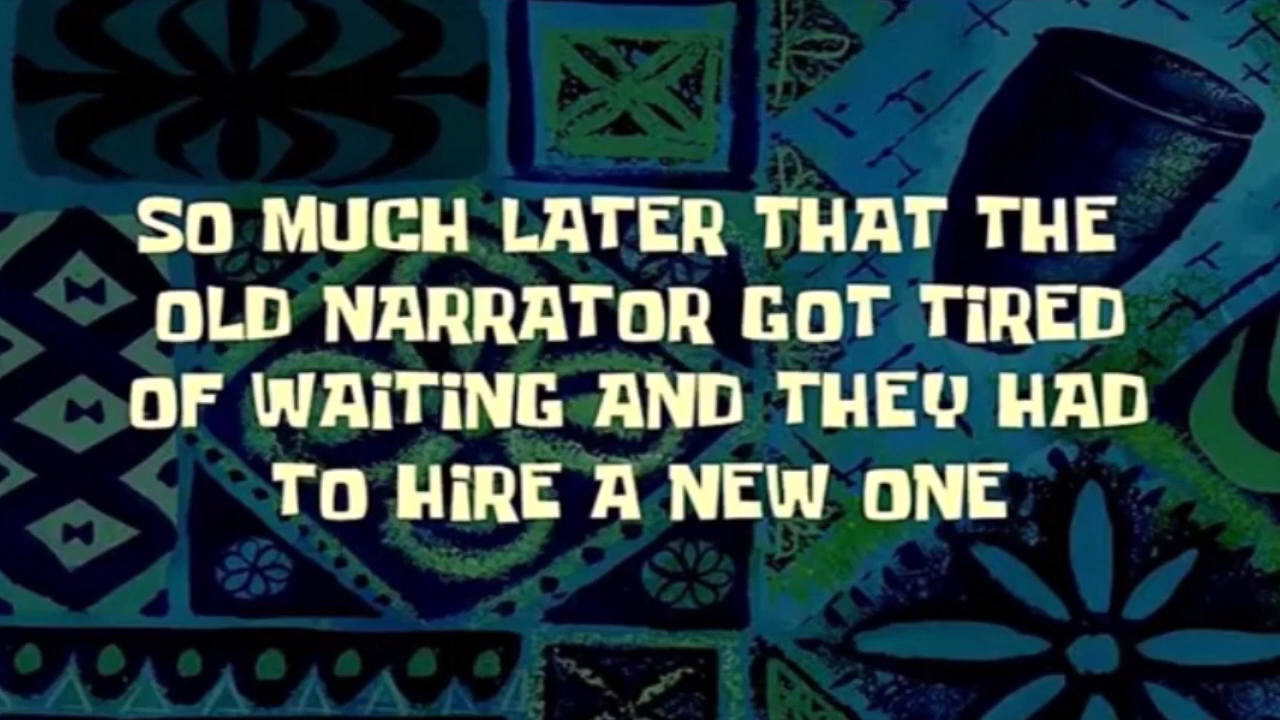 SO MUCH LATER THAT THE
OLD NARRATOR GOT TiRED
OF WAiTiNG AND THEY HAD
TO HiRE A NEW ONE